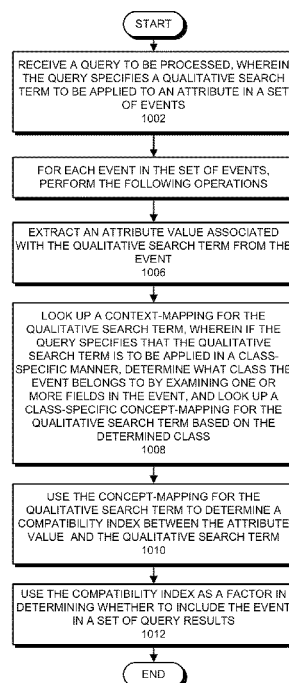 START
RECEIVE A QUERY TO BE PROCESSED, WHEREIN
THE QUERY SPECIFIES A QUALITATIVE SEARCH
TERM TO BE APPLIED TO AN ATTRIBUTE IN A SET
OF EVENTS
1002
FOR EACH EVENT IN THE SET OF EVENTS,
PERFORM THE FOLLOWING OPERATIONS
EXTRACT AN ATTRIBUTE VALUE ASSOCIATED
WITH THE QUALITATIVE SEARCH TERM FROM THE
EVENT
1006
LOOK UP A CONTEXT-MAPPING FOR THE
QUALITATIVE SEARCH TERM, WHEREIN IF THE
QUERY SPECIFIES THAT THE QUALITATIVE
SEARCH TERM IS TO BE APPLIED IN A CLASS-
SPECIFIC MANNER, DETERMINE WHAT CLASS THE
EVENT BELONGS TO BY EXAMINING ONE OR
MORE FIELDS IN THE EVENT, AND LOOK UP A
CLASS-SPECIFIC CONCEPT-MAPPING FOR THE
QUALITATIVE SEARCH TERM BASED ON THE
DETERMINED CLASS
1008
USE THE CONCEPT-MAPPING FOR THE
QUALITATIVE SEARCH TERM TO DETERMINE A
COMPATIBILITY INDEX BETWEEN THE ATTRIBUTE
VALUE AND THE QUALITATIVE SEARCH TERM
1010
USE THE COMPATIBILITY INDEX AS A FACTOR IN
DETERMINING WHETHER TO INCLUDE THE EVENT
IN A SET OF QUERY RESULTS
1012
END